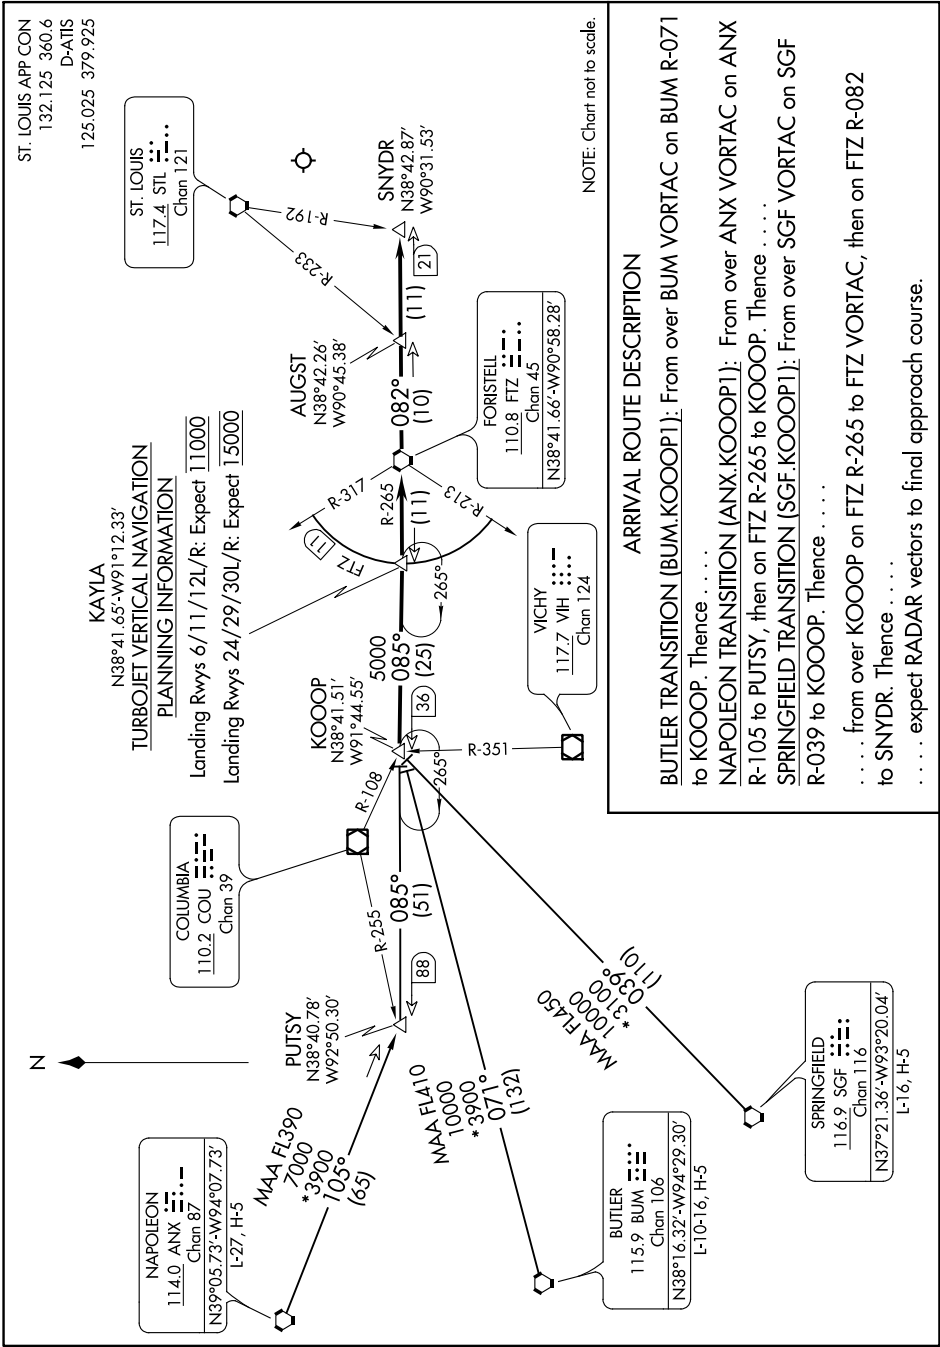 ST. LOUIS APP CON
132.125 360.6
D-ATIS
125.025 379.925
ST. LOUIS
117.4 STL
Chan 121
R-192
R-233
SNYDR
N38°42.87′
W90°31.53′
21
(11)
NOTE: Chart not to scale.
AUGST
N38°42.26′
W90°45.38′
082°
(10)
FORISTELL
110.8 FTZ
Chan 45
N38°41.66′-W90°58.28′
KAYLA
N38°41.65′-W91°12.33′
TURBOJET VERTICAL NAVIGATION
PLANNING INFORMATION
Landing Rwys 6/11/12L/R: Expect 11000
Landing Rwys 24/29/30L/R: Expect 15000
R-317
R-265
(11)
R-213
11
FTZ
265°
VICHY
117.7 VIH
Chan 124
KOOOP
N38°41.51′
W91°44.55′
5000
085°
(25)
36
R-351
265°
R-108
COLUMBIA
110.2 COU
Chan 39
R-255
085°
(51)
88
PUTSY
N38°40.78′
W92°50.30′
N
MAA FL390
7000
*3900
105°
(65)
NAPOLEON
114.0 ANX
Chan 87
N39°05.73′-W94°07.73′
L-27, H-5
MAA FL410
10000
*3900
071°
(132)
BUTLER
115.9 BUM
Chan 106
N38°16.32′-W94°29.30′
L-10-16, H-5
MAA FL450
10000
*3100
039°
(110)
SPRINGFIELD
116.9 SGF
Chan 116
N37°21.36′-W93°20.04′
L-16, H-5
ARRIVAL ROUTE DESCRIPTION
BUTLER TRANSITION (BUM.KOOOP1): From over BUM VORTAC on BUM R-071
to KOOOP. Thence . . . .
NAPOLEON TRANSITION (ANX.KOOOP1): From over ANX VORTAC on ANX
R-105 to PUTSY, then on FTZ R-265 to KOOOP. Thence . . . .
SPRINGFIELD TRANSITION (SGF.KOOOP1): From over SGF VORTAC on SGF
R-039 to KOOOP. Thence . . . .
. . . . from over KOOOP on FTZ R-265 to FTZ VORTAC, then on FTZ R-082
to SNYDR. Thence . . . .
. . . . expect RADAR vectors to final approach course.